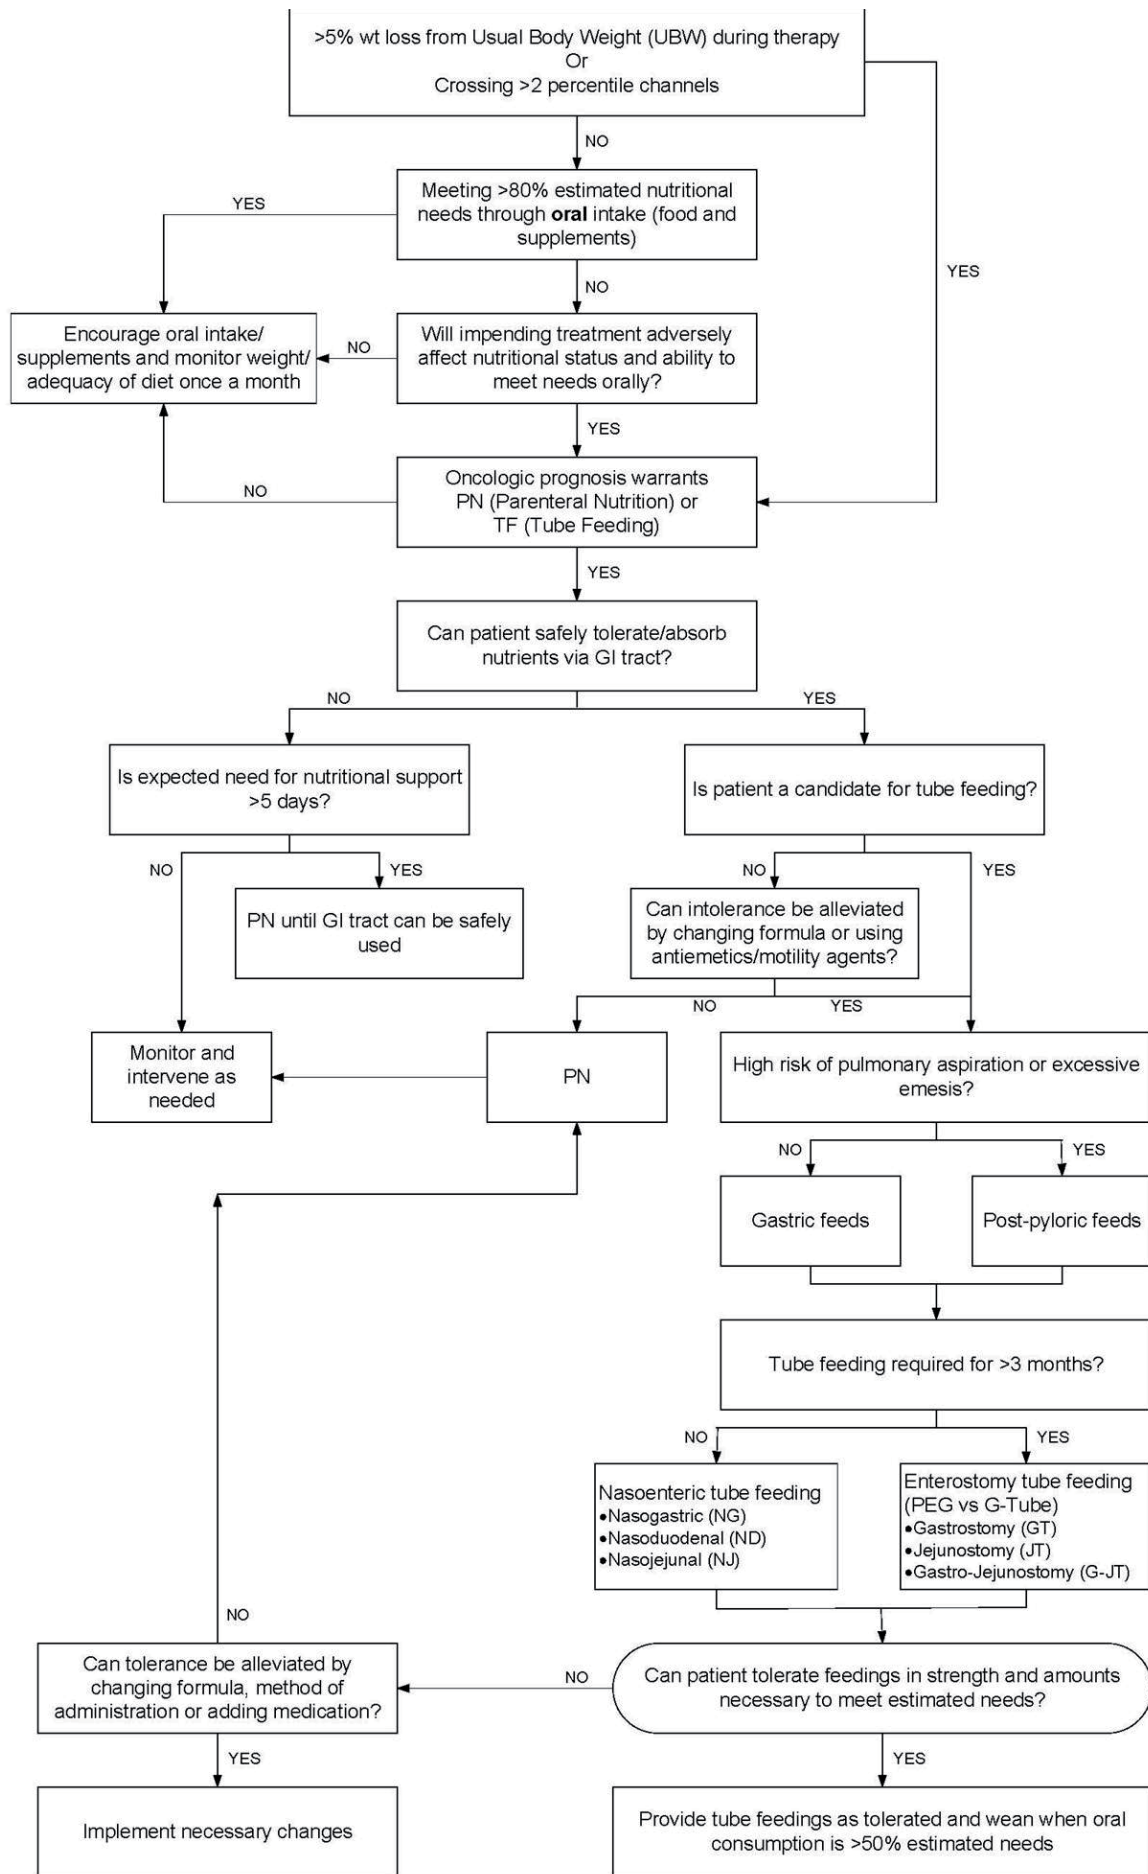 >5% wt loss from Usual Body Weight (UBW) during therapy
Or
Crossing >2 percentile channels
NO
YES
Meeting >80% estimated nutritional
needs through oral intake (food and
supplements)
YES
NO
Encourage oral intake/
supplements and monitor weight/
adequacy of diet once a month
NO
Will impending treatment adversely
affect nutritional status and ability to
meet needs orally?
YES
NO
Oncologic prognosis warrants
PN (Parenteral Nutrition) or
TF (Tube Feeding)
YES
Can patient safely tolerate/absorb
nutrients via GI tract?
NO
YES
Is expected need for nutritional support
>5 days?
Is patient a candidate for tube feeding?
NO
YES
NO
YES
PN until GI tract can be safely
used
Can intolerance be alleviated
by changing formula or using
antiemetics/motility agents?
NO
YES
Monitor and
intervene as
needed
PN
High risk of pulmonary aspiration or excessive
emesis?
NO
YES
Gastric feeds
Post-pyloric feeds
Tube feeding required for >3 months?
NO
YES
Nasoenteric tube feeding
•Nasogastric (NG)
•Nasoduodenal (ND)
•Nasojejunal (NJ)
Enterostomy tube feeding
(PEG vs G-Tube)
•Gastrostomy (GT)
•Jejunostomy (JT)
•Gastro-Jejunostomy (G-JT)
NO
Can tolerance be alleviated by
changing formula, method of
administration or adding medication?
NO
Can patient tolerate feedings in strength and amounts
necessary to meet estimated needs?
YES
YES
Implement necessary changes
Provide tube feedings as tolerated and wean when oral
consumption is >50% estimated needs